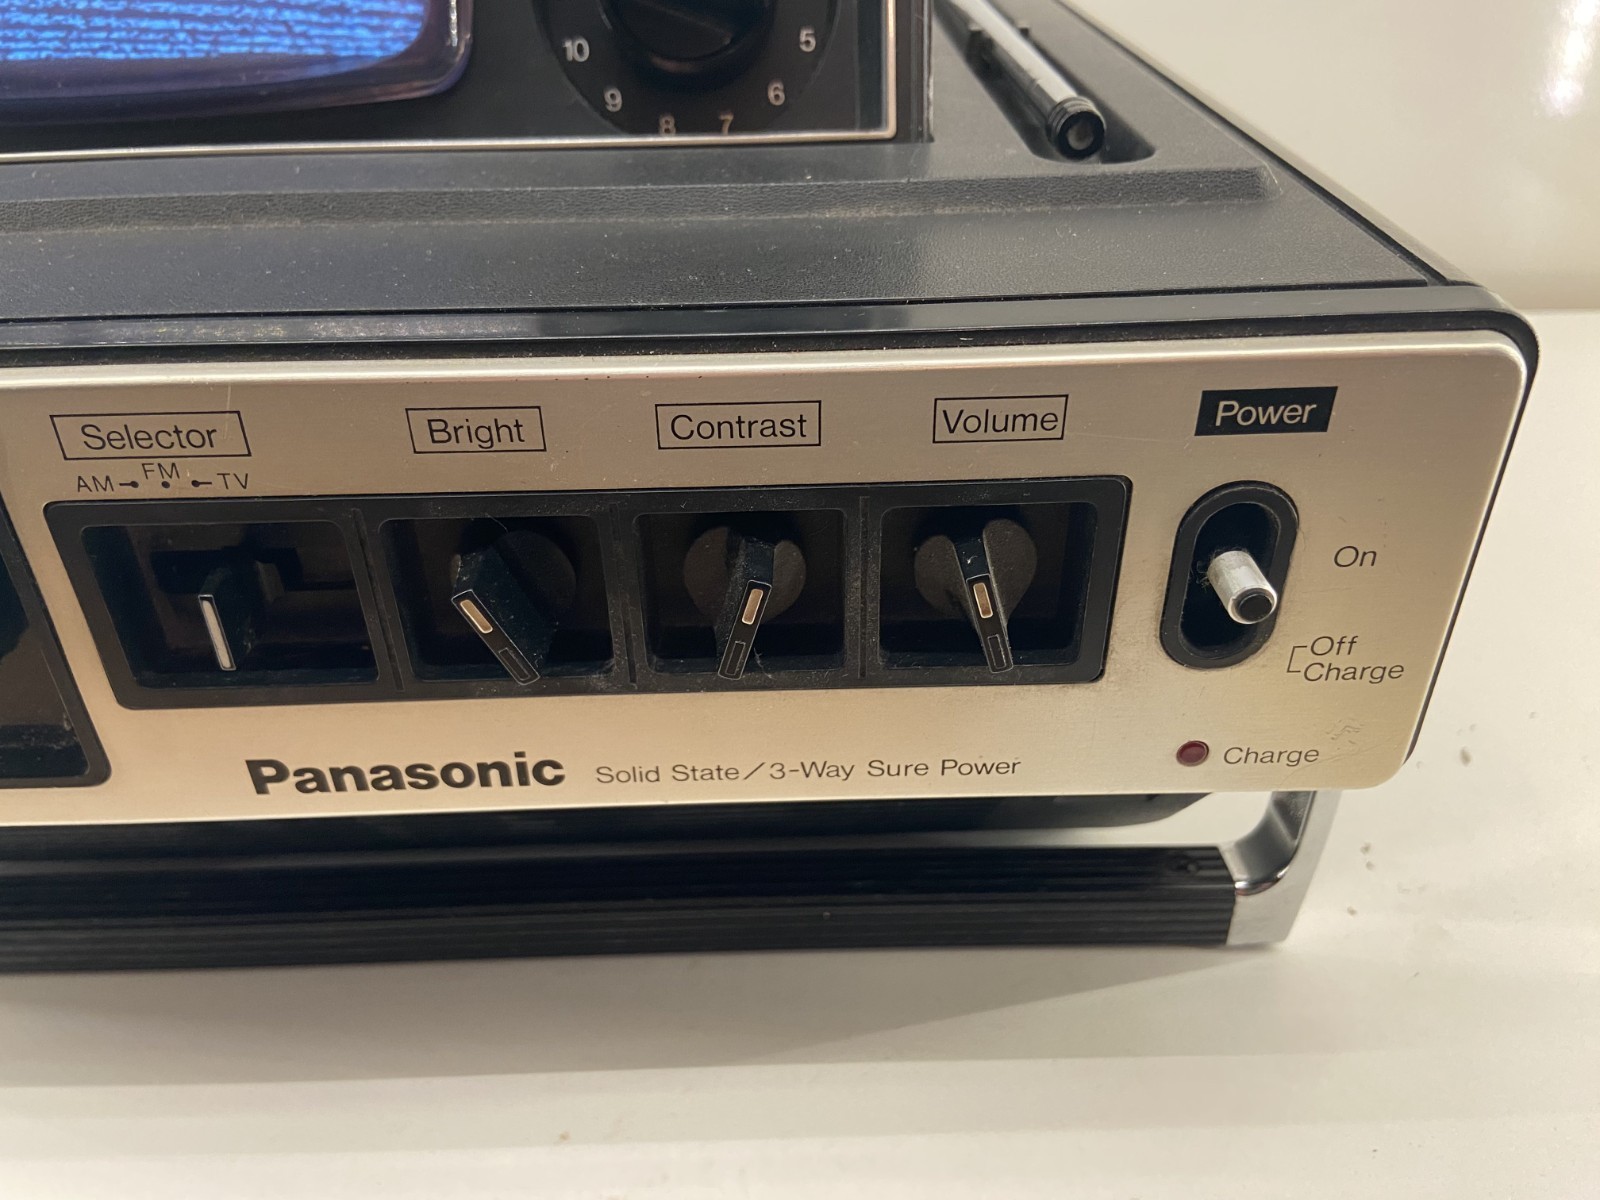 10
5
9
6
8
7
Selector
Bright
Contrast
Volume
Power
AM FM TV
On
Off
Charge
Panasonic
Solid State/3-Way Sure Power
Charge